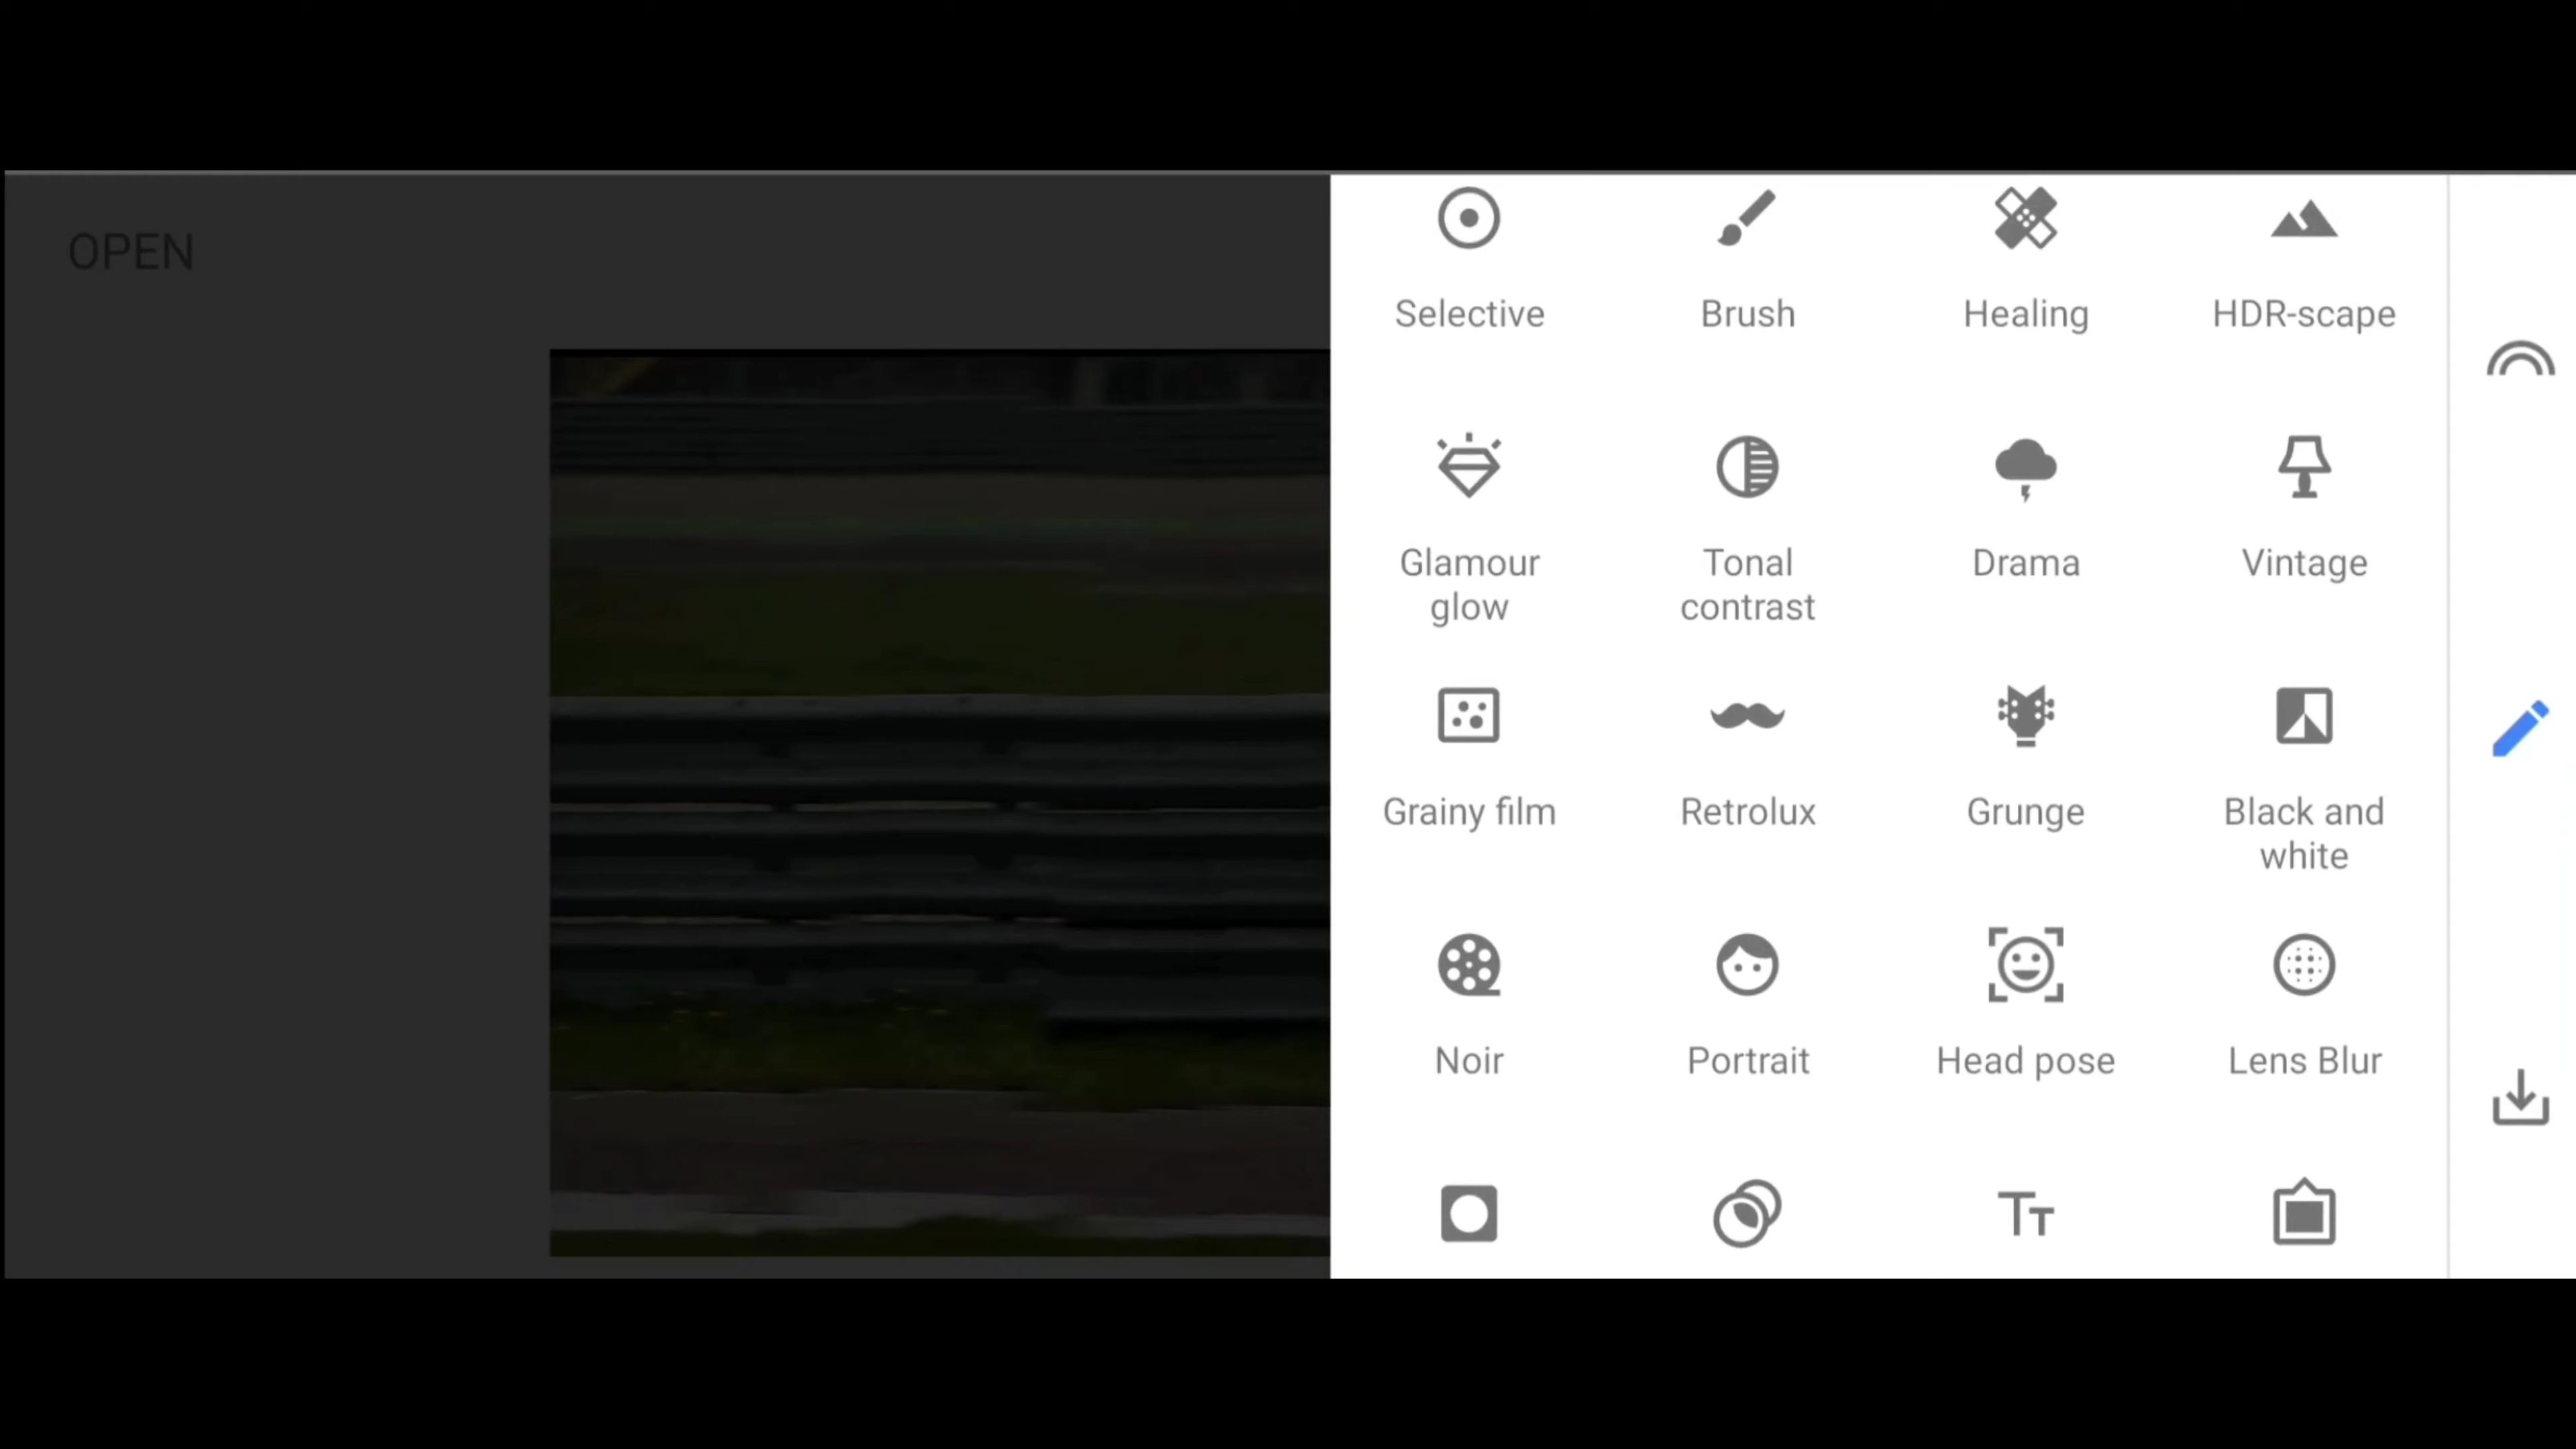 OPEN
Selective
Brush
Healing
HDR-scape
Glamour
glow
Tonal
contrast
Drama
Vintage
Grainy film
Retrolux
Grunge
Black and
white
Noir
Portrait
Head pose
Lens Blur